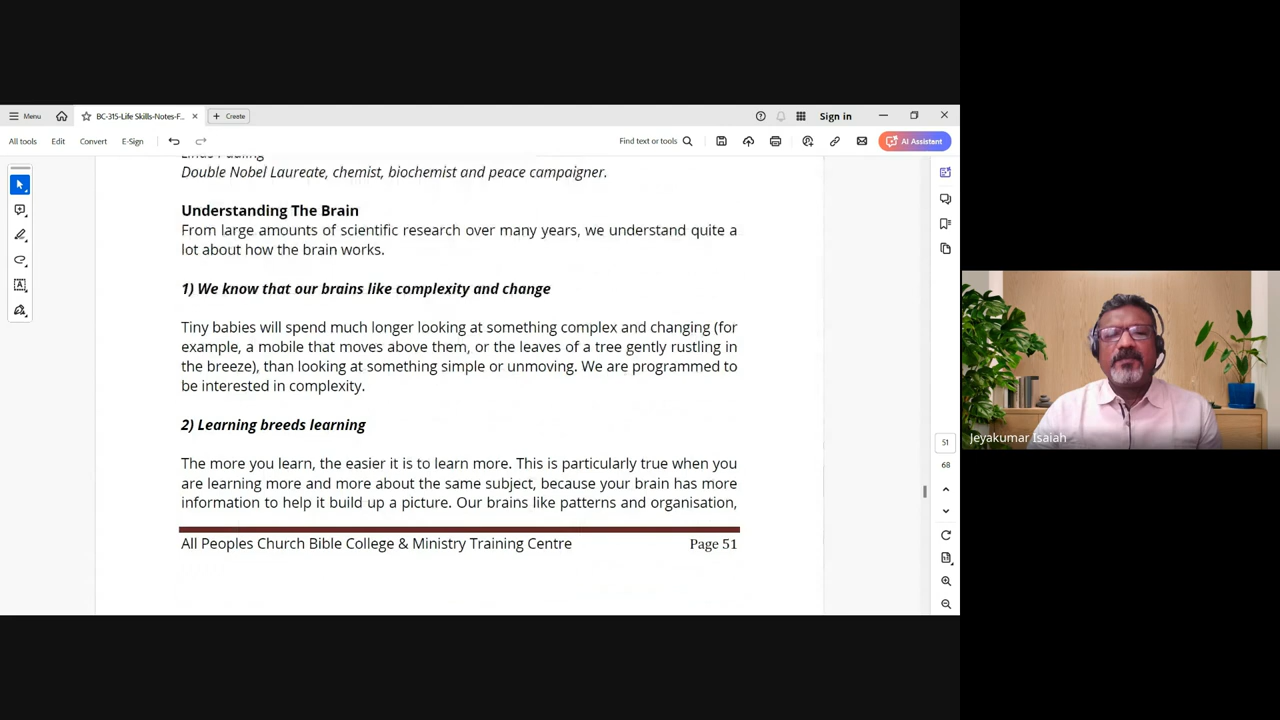 Menu
BC-315-Life Skills-Notes-F...
Create
Sign in
All tools
Edit
Convert
E-Sign
Find text or tools
AI Assistant
Double Nobel Laureate, chemist, biochemist and peace campaigner.
Understanding The Brain
From large amounts of scientific research over many years, we understand quite a
lot about how the brain works.
1) We know that our brains like complexity and change
Tiny babies will spend much longer looking at something complex and changing (for
example, a mobile that moves above them, or the leaves of a tree gently rustling in
the breeze), than looking at something simple or unmoving. We are programmed to
be interested in complexity.
2) Learning breeds learning
The more you learn, the easier it is to learn more. This is particularly true when you
are learning more and more about the same subject, because your brain has more
information to help it build up a picture. Our brains like patterns and organisation,
All Peoples Church Bible College & Ministry Training Centre
Page 51
51
68
Jeyakumar Isaiah